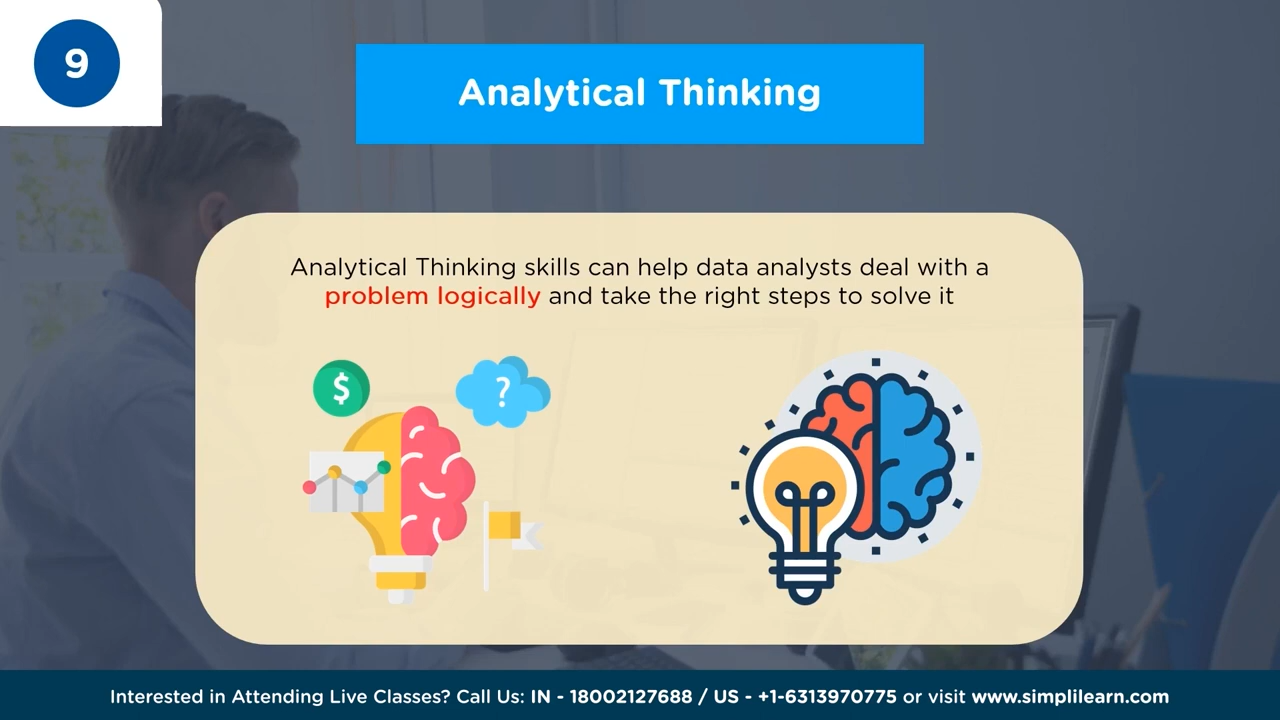 9
Analytical Thinking
Analytical Thinking skills can help data analysts deal with a
problem logically and take the right steps to solve it
$
?
Interested in Attending Live Classes? Call Us: IN - 18002127688 / US - +1-6313970775 or visit www.simplilearn.com